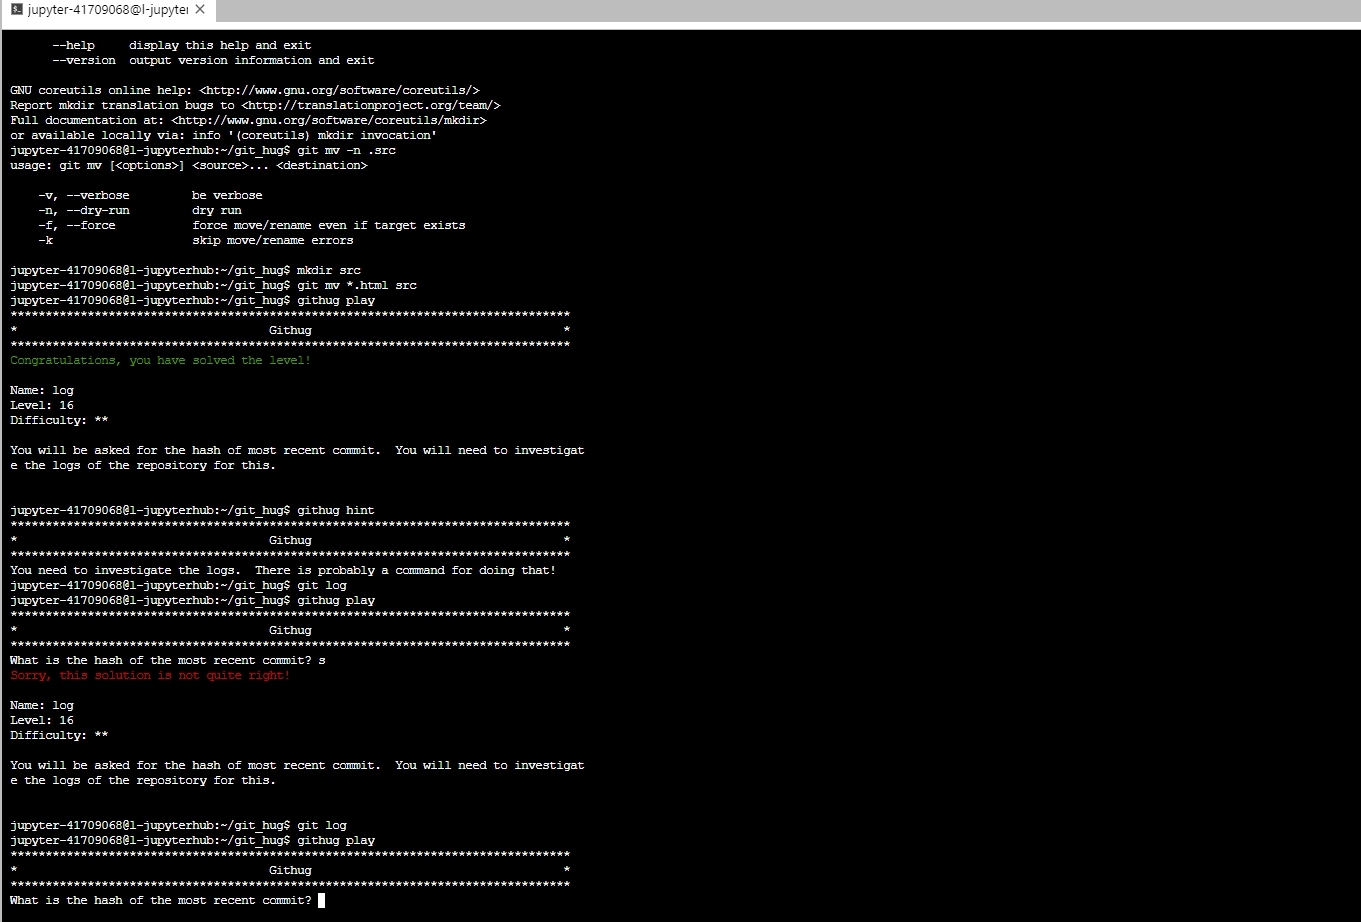 jupyter-41709068@l-jupyter
--help display this help and exit
--version output version information and exit
GNU coreutils online help: <http://www.gnu.org/software/coreutils/>
Report mkdir translation bugs to <http://translationproject.org/team/>
Full documentation at: <http://www.gnu.org/software/coreutils/mkdir>
or available locally via: info '(coreutils) mkdir invocation'
jupyter-41709068@l-jupyterhub:~/git_hug$ git mv -n .src
usage: git mv [<options>] <source>... <destination>
-v, --verbose be verbose
-n, --dry-run dry run
-f, --force force move/rename even if target exists
-k skip move/rename errors
jupyter-41709068@l-jupyterhub:~/git_hug$ mkdir src
jupyter-41709068@l-jupyterhub:~/git_hug$ git mv *.html src
jupyter-41709068@l-jupyterhub:~/git_hug$ githug play
********************************************************************************
* Githug *
********************************************************************************
Congratulations, you have solved the level!
Name: log
Level: 16
Difficulty: **
You will be asked for the hash of most recent commit. You will need to investigat
e the logs of the repository for this.
jupyter-41709068@l-jupyterhub:~/git_hug$ githug hint
********************************************************************************
* Githug *
********************************************************************************
You need to investigate the logs. There is probably a command for doing that!
jupyter-41709068@l-jupyterhub:~/git_hug$ git log
jupyter-41709068@l-jupyterhub:~/git_hug$ githug play
********************************************************************************
* Githug *
********************************************************************************
What is the hash of the most recent commit? s
Sorry, this solution is not quite right!
Name: log
Level: 16
Difficulty: **
You will be asked for the hash of most recent commit. You will need to investigat
e the logs of the repository for this.
jupyter-41709068@l-jupyterhub:~/git_hug$ git log
jupyter-41709068@l-jupyterhub:~/git_hug$ githug play
********************************************************************************
* Githug *
********************************************************************************
What is the hash of the most recent commit?